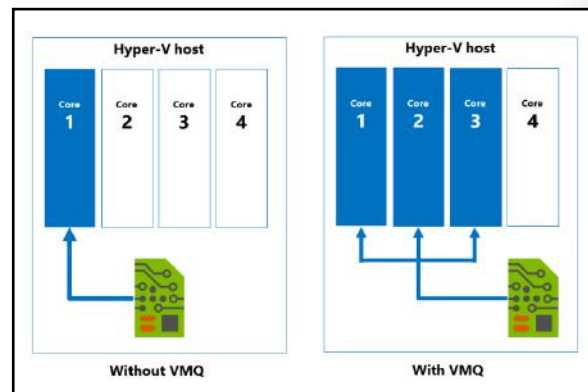 Hyper-V host
Core Core Core Core
1 2 3 4
Without VMQ
Hyper-V host
Core Core Core Core
1 2 3 4
With VMQ